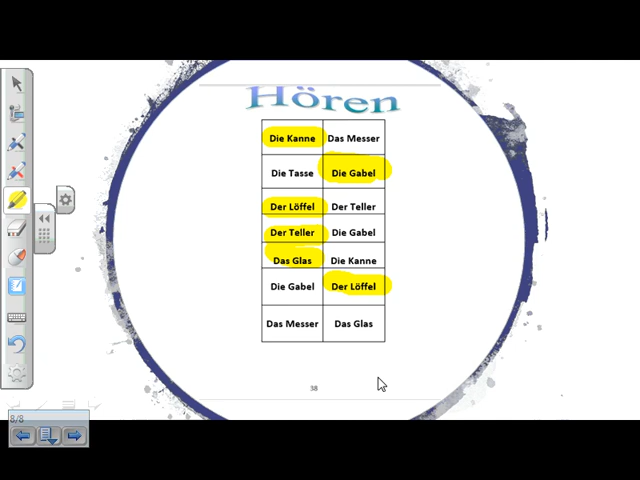 Hören
Die Kanne Das Messer
Die Tasse Die Gabel
Der Löffel Der Teller
Der Teller Die Gabel
Das Glas Die Kanne
Die Gabel Der Löffel
Das Messer Das Glas
38
8/8